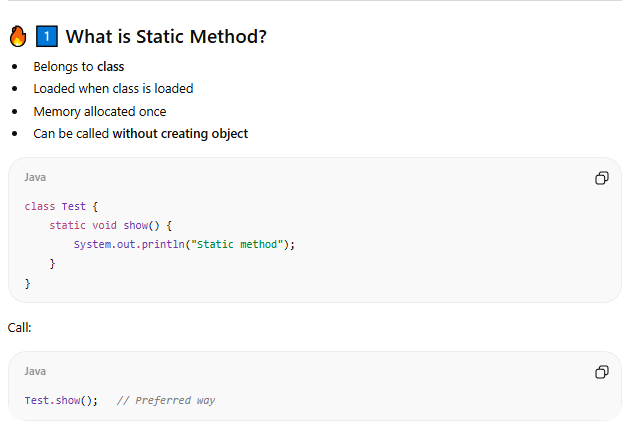 🔥 1️⃣ What is Static Method?
• Belongs to class
• Loaded when class is loaded
• Memory allocated once
• Can be called without creating object
Java
class Test {
    static void show() {
        System.out.println("Static method");
    }
}
Call:
Java
Test.show();   // Preferred way